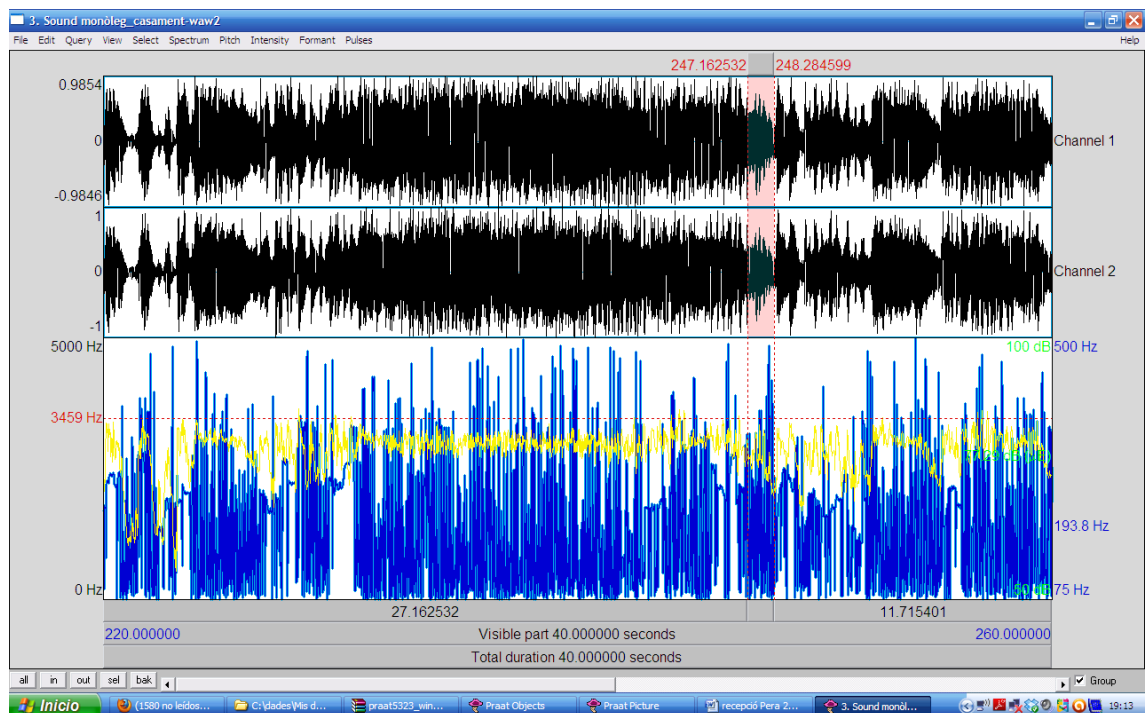 3. Sound monòleg_casament-waw2
File Edit Query View Select Spectrum Pitch Intensity Formant Pulses Help
247.162532 248.284599
0.9854
0
-0.9846
Channel 1
1
0
-1
Channel 2
5000 Hz
100 dB 500 Hz
3459 Hz
193.8 Hz
0 Hz
50 dB 75 Hz
27.162532 11.715401
220.000000 Visible part 40.000000 seconds 260.000000
Total duration 40.000000 seconds
all in out sel bak Group
Inicio (1580 no leídos... C:\dades\Mis d... praat5323_win... Praat Objects Praat Picture recepció Pera 2... 3. Sound monòl... 19:13